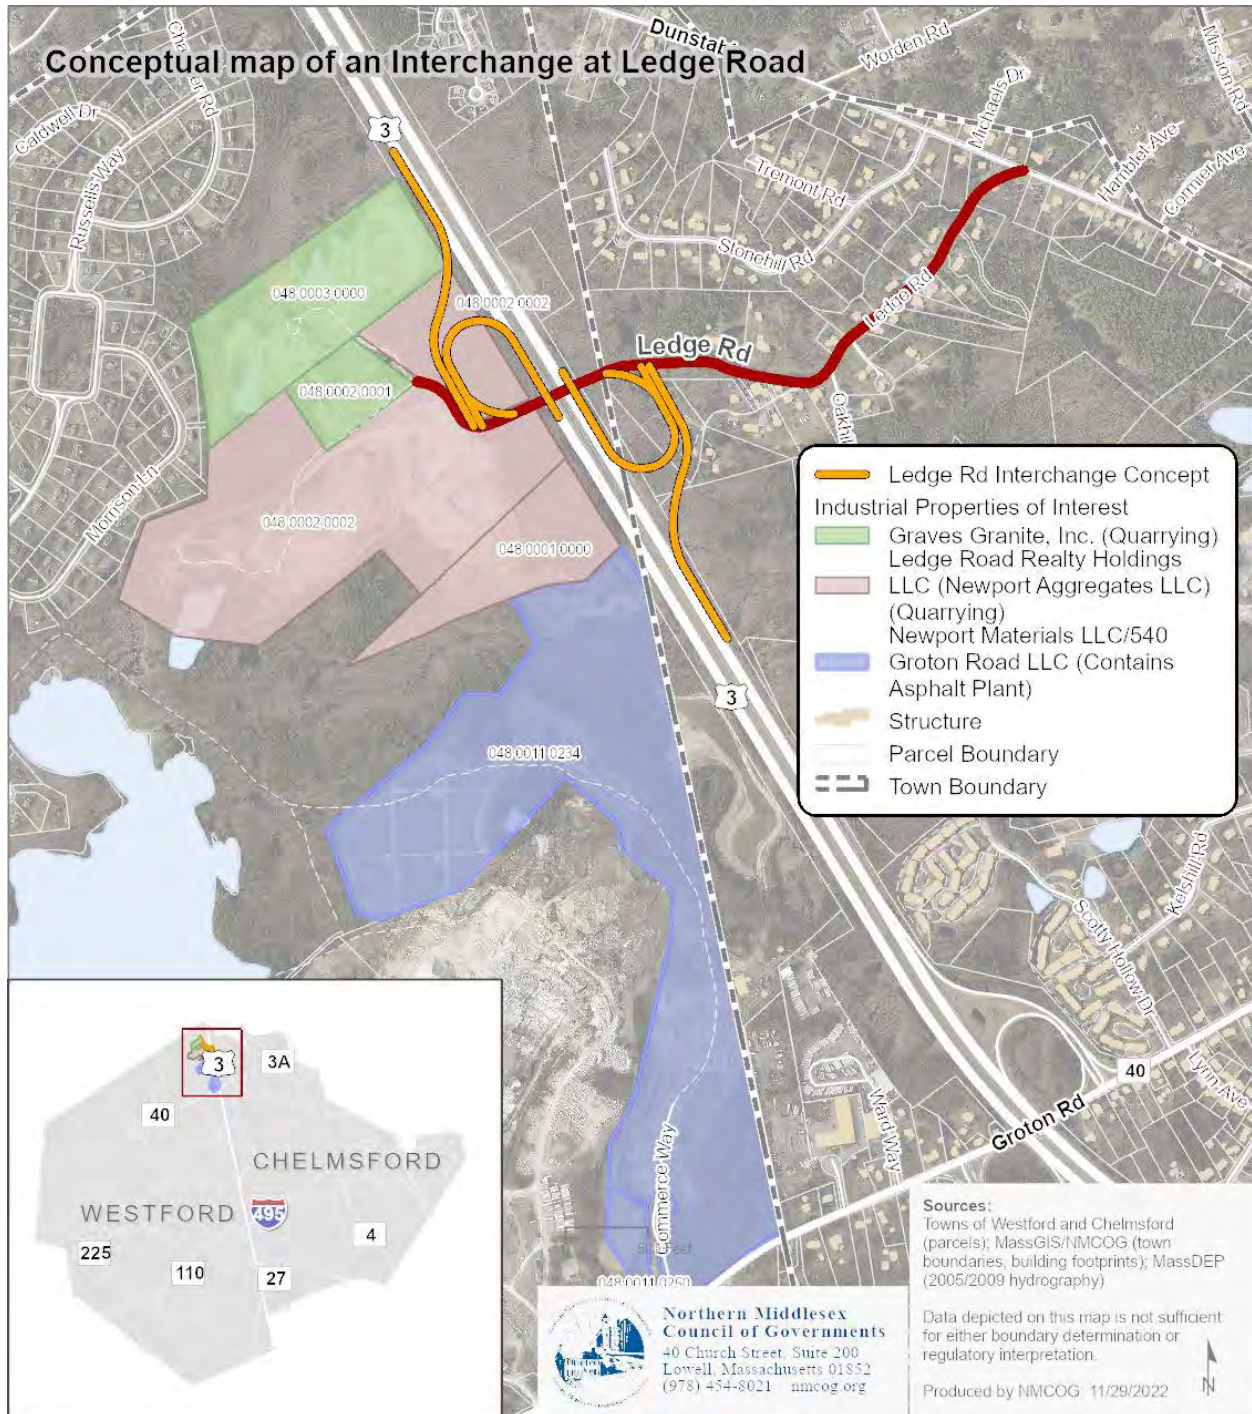 Conceptual map of an Interchange at Ledge Road
Dunstab
Worden Rd
Mission Rd
Caldwell Dr
Russells Way
Michaels Dr
3
Tremont Rd
Hamblet Ave
Cormier Ave
Stonehill Rd
Ledge Rd
048 0003 0000
048 0002 0002
Ledge Rd
048 0002 0001
Oakhil
Morrison Ln
048 0002 0002
048 0001 0000
Ledge Rd Interchange Concept
Industrial Properties of Interest
Graves Granite, Inc. (Quarrying)
Ledge Road Realty Holdings
LLC (Newport Aggregates LLC)
(Quarrying)
Newport Materials LLC/540
Groton Road LLC (Contains
Asphalt Plant)
Structure
Parcel Boundary
Town Boundary
3
048 0011 0234
Kelshill Rd
Scotty Hollow Dr
Lynn Ave
40
Groton Rd
Ward Way
Commerce Way
048 0011 0250
3
3A
40
CHELMSFORD
WESTFORD
495
225
4
110
27
Northern Middlesex
Council of Governments
40 Church Street, Suite 200
Lowell, Massachusetts 01852
(978) 454-8021 nmcog.org
Sources:
Towns of Westford and Chelmsford
(parcels); MassGIS/NMCOG (town
boundaries, building footprints); MassDEP
(2005/2009 hydrography)
Data depicted on this map is not sufficient
for either boundary determination or
regulatory interpretation.
Produced by NMCOG 11/29/2022
N